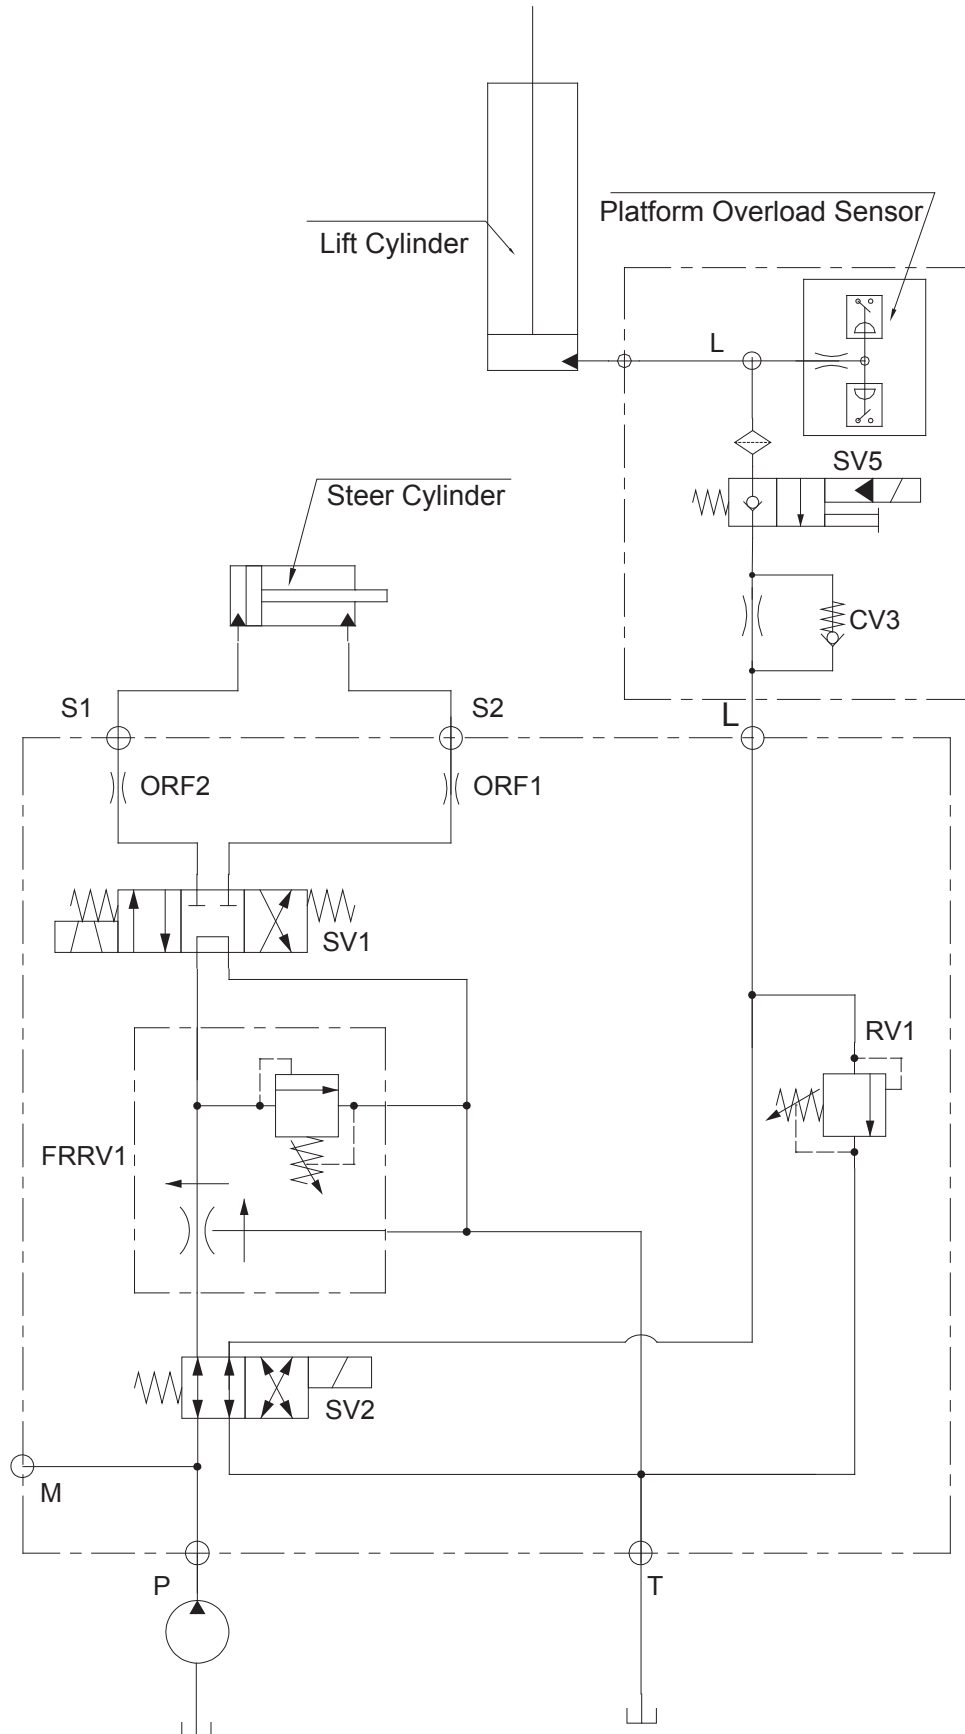 Platform Overload Sensor
Lift Cylinder
L
SV5
Steer Cylinder
CV3
S1
S2
L
ORF2
ORF1
SV1
RV1
FRRV1
SV2
M
P
T